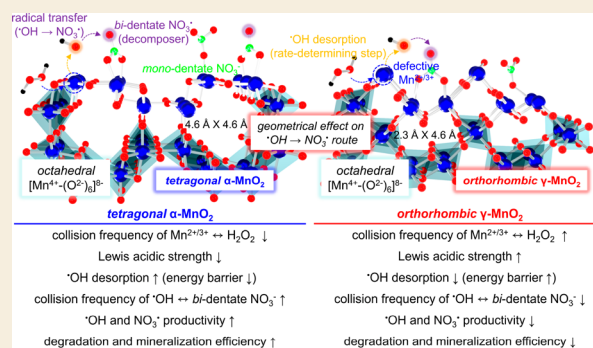 radical transfer
(•OH → NO₃•)
bi-dentate NO₃•
(decomposer)
mono-dentate NO₃
4.6 Å X 4.6 Å
octahedral
[Mn⁴⁺-(O²⁻)₆]⁸⁻
tetragonal α-MnO₂
geometrical effect on
•OH → NO₃• route
•OH desorption
(rate-determining step)
defective
Mn²⁺/³⁺
2.3 Å X 4.6 Å
octahedral
[Mn⁴⁺-(O²⁻)₆]⁸⁻
orthorhombic γ-MnO₂
tetragonal α-MnO₂
collision frequency of Mn²⁺/³⁺ ↔ H₂O₂ ↓
Lewis acidic strength ↓
•OH desorption ↑ (energy barrier ↓)
collision frequency of •OH ↔ bi-dentate NO₃⁻ ↑
•OH and NO₃• productivity ↑
degradation and mineralization efficiency ↑
orthorhombic γ-MnO₂
collision frequency of Mn²⁺/³⁺ ↔ H₂O₂ ↑
Lewis acidic strength ↑
•OH desorption ↓ (energy barrier ↑)
collision frequency of •OH ↔ bi-dentate NO₃⁻ ↓
•OH and NO₃• productivity ↓
degradation and mineralization efficiency ↓